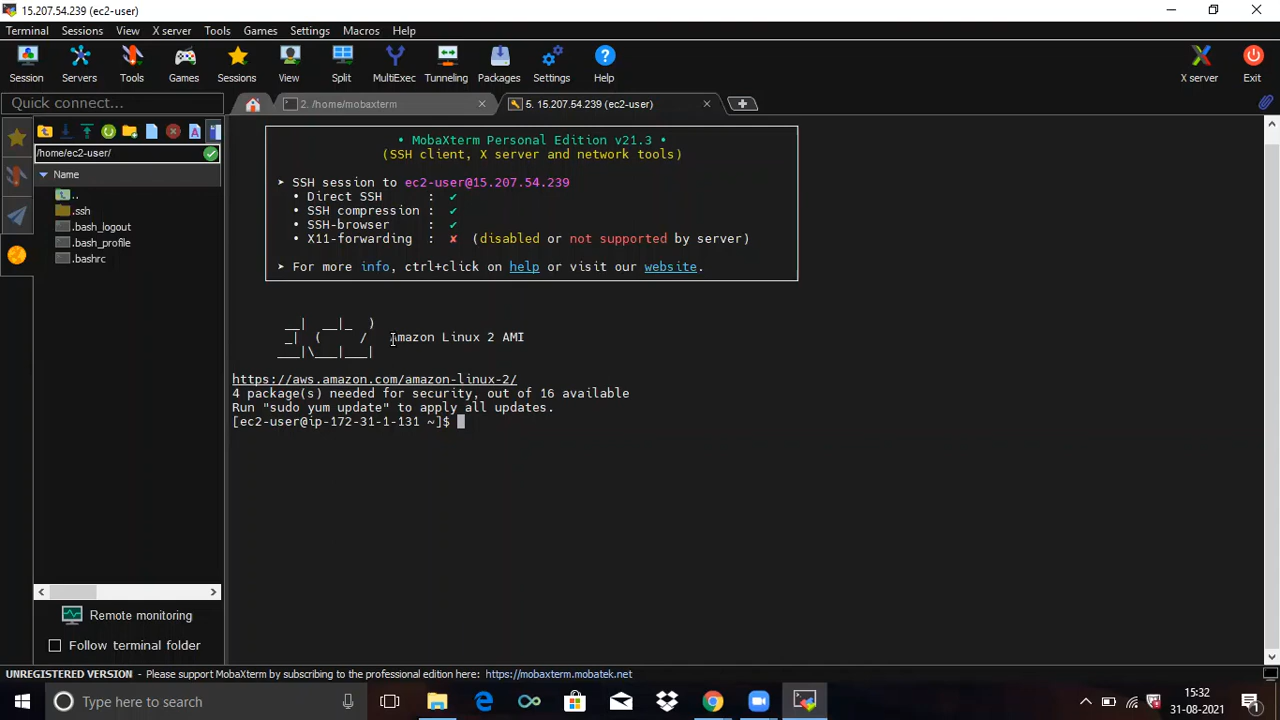 15.207.54.239 (ec2-user)
Terminal Sessions View X server Tools Games Settings Macros Help
Session Servers Tools Games Sessions View Split MultiExec Tunneling Packages Settings Help X server Exit
Quick connect...
2. /home/mobaxterm
5. 15.207.54.239 (ec2-user)
/home/ec2-user/
Name
..
.ssh
.bash_logout
.bash_profile
.bashrc
• MobaXterm Personal Edition v21.3 •
(SSH client, X server and network tools)
➤ SSH session to ec2-user@15.207.54.239
• Direct SSH : ✔
• SSH compression : ✔
• SSH-browser : ✔
• X11-forwarding : ✘ (disabled or not supported by server)
➤ For more info, ctrl+click on help or visit our website.
__| __|_ )
_| ( / Amazon Linux 2 AMI
___|\___|___|
https://aws.amazon.com/amazon-linux-2/
4 package(s) needed for security, out of 16 available
Run "sudo yum update" to apply all updates.
[ec2-user@ip-172-31-1-131 ~]$
Remote monitoring
Follow terminal folder
UNREGISTERED VERSION - Please support MobaXterm by subscribing to the professional edition here: https://mobaxterm.mobatek.net
Type here to search
15:32
31-08-2021
1